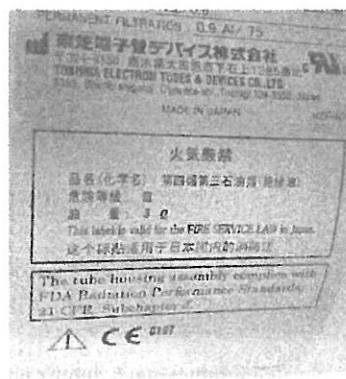 PERMANENT FILTRATION 0.9 Al / 75
東芝電子管デバイス株式会社
TOSHIBA ELECTRON TUBES & DEVICES CO., LTD.
MADE IN JAPAN
火気厳禁
品名(化学名) 第四類第三石油類(絶縁油)
危険等級 III
油 量: 3 ℓ
This label is valid for the FIRE SERVICE LAW in Japan.
这个标贴适用于日本国内的消防法
The tube housing assembly complies with
FDA Radiation Performance Standards,
21 CFR, Subchapter J.
CE 0197